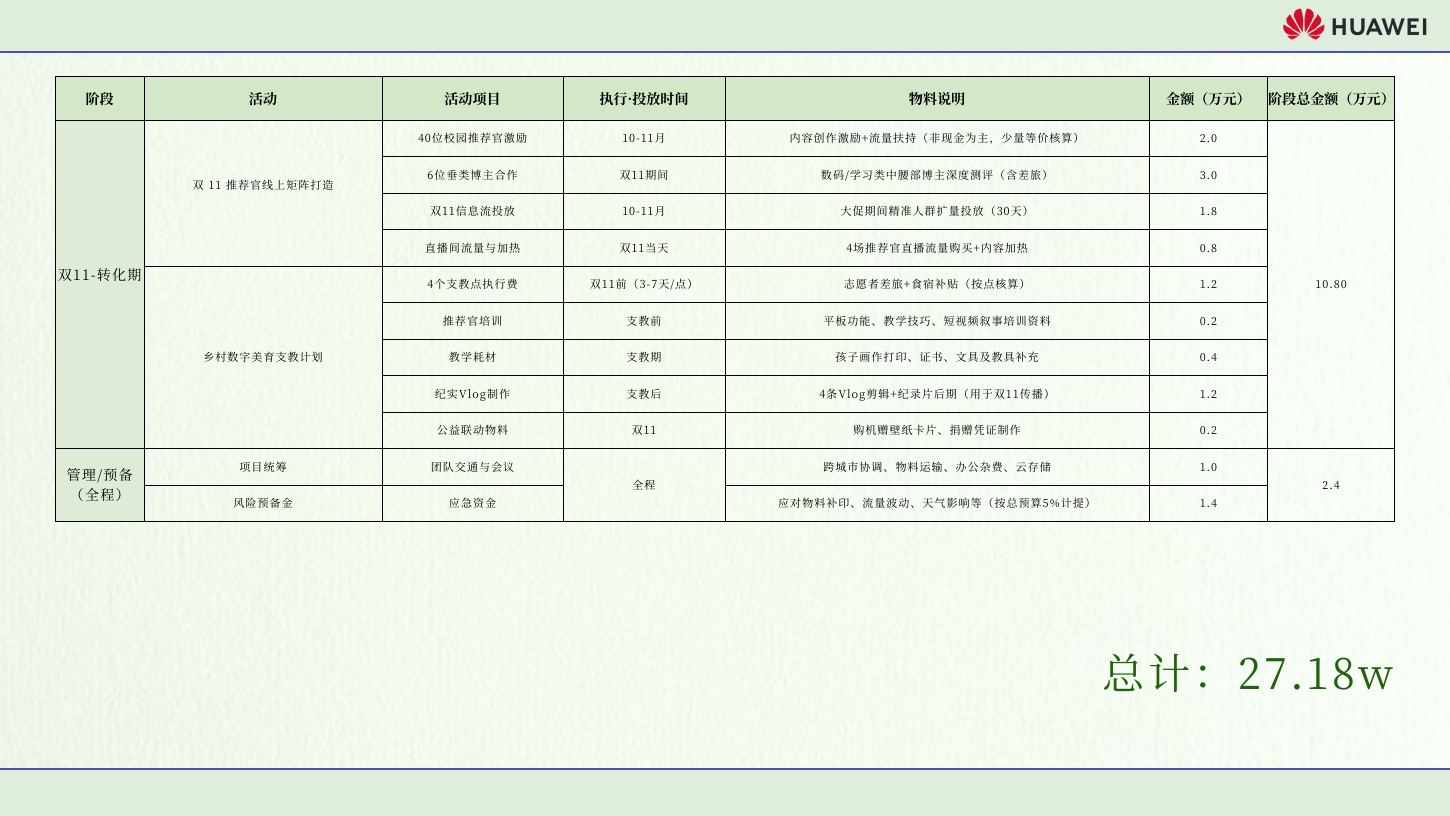 HUAWEI
阶段 活动 活动项目 执行·投放时间 物料说明 金额（万元） 阶段总金额（万元）
双11-转化期 双 11 推荐官线上矩阵打造 40位校园推荐官激励 10-11月 内容创作激励+流量扶持（非现金为主，少量等价核算） 2.0 10.80
6位垂类博主合作 双11期间 数码/学习类中腰部博主深度测评（含差旅） 3.0
双11信息流投放 10-11月 大促期间精准人群扩量投放（30天） 1.8
直播间流量与加热 双11当天 4场推荐官直播流量购买+内容加热 0.8
乡村数字美育支教计划 4个支教点执行费 双11前（3-7天/点） 志愿者差旅+食宿补贴（按点核算） 1.2
推荐官培训 支教前 平板功能、教学技巧、短视频叙事培训资料 0.2
教学耗材 支教期 孩子画作打印、证书、文具及教具补充 0.4
纪实Vlog制作 支教后 4条Vlog剪辑+纪录片后期（用于双11传播） 1.2
公益联动物料 双11 购机赠壁纸卡片、捐赠凭证制作 0.2
管理/预备
（全程） 项目统筹 团队交通与会议 全程 跨城市协调、物料运输、办公杂费、云存储 1.0 2.4
风险预备金 应急资金 应对物料补印、流量波动、天气影响等（按总预算5%计提） 1.4
总计：27.18w